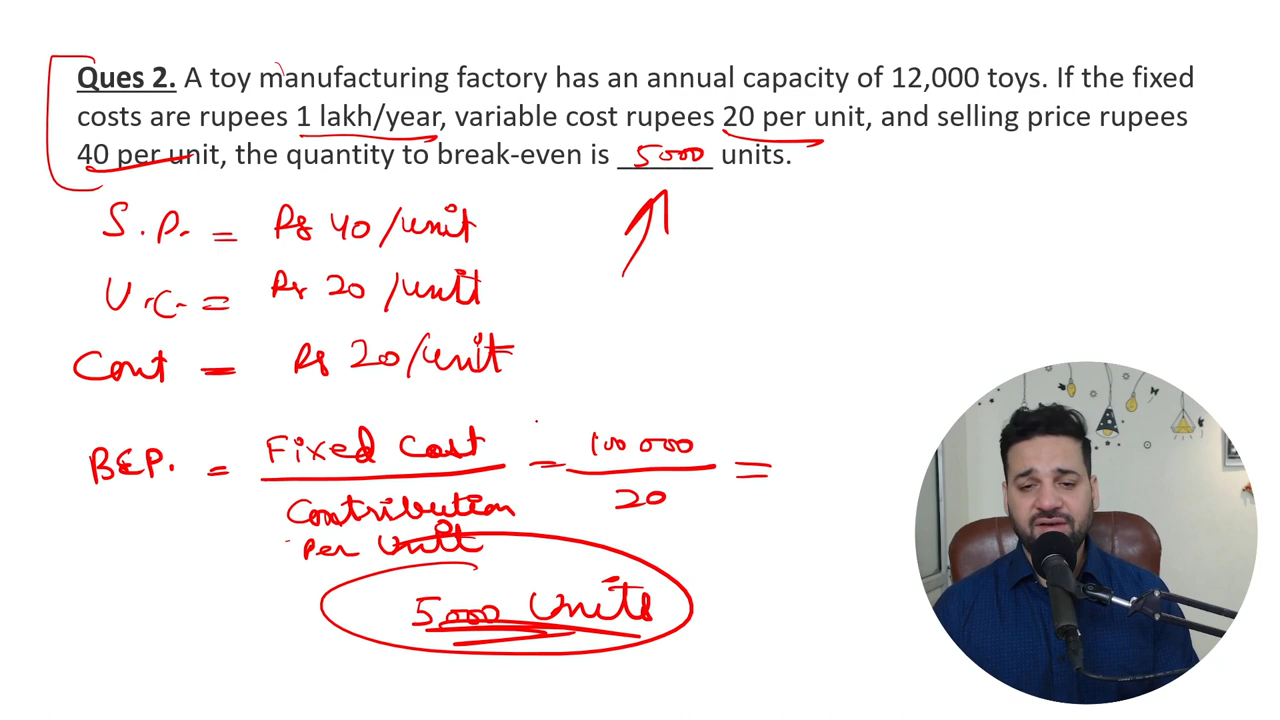 Ques 2. A toy manufacturing factory has an annual capacity of 12,000 toys. If the fixed
costs are rupees 1 lakh/year, variable cost rupees 20 per unit, and selling price rupees
40 per unit, the quantity to break-even is 5000 units.
S.P. = Rs 40/unit
V.C. = Rs 20/unit
Cont = Rs 20/unit
B.E.P. = Fixed Cost = 100 000 =
Contribution 20
Per Unit
5000 Units